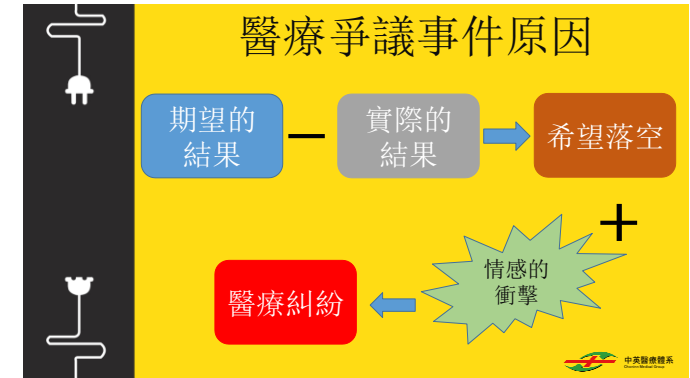 醫療爭議事件原因
期望的
結果
－
實際的
結果
希望落空
＋
情感的
衝擊
醫療糾紛
中英醫療體系